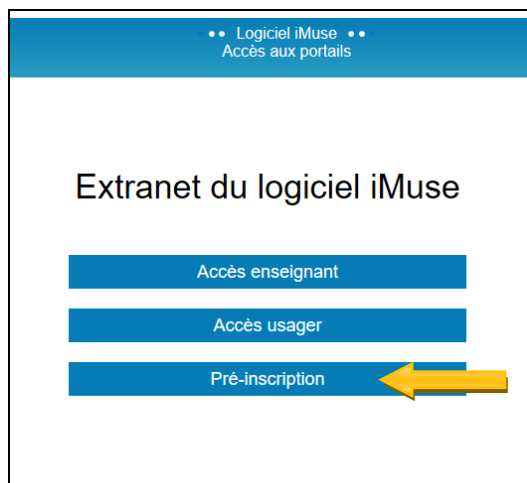 Logiciel iMuse
Accès aux portails
Extranet du logiciel iMuse
Accès enseignant
Accès usager
Pré-inscription